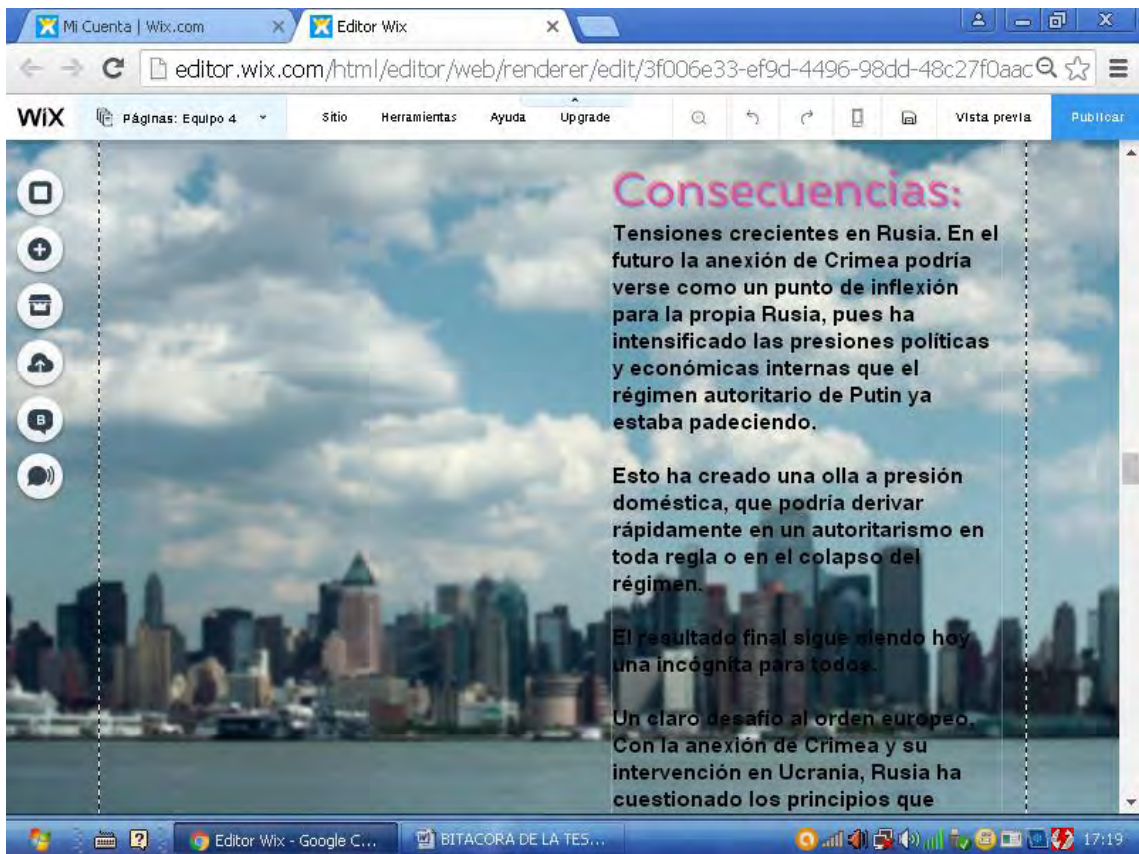 Mi Cuenta | Wix.com
Editor Wix
editor.wix.com/html/editor/web/renderer/edit/3f006e33-ef9d-4496-98dd-48c27f0aac
WiX
Páginas: Equipo 4
Sitio
Herramientas
Ayuda
Upgrade
Vista previa
Publicar
Consecuencias:
Tensiones crecientes en Rusia. En el
futuro la anexión de Crimea podría
verse como un punto de inflexión
para la propia Rusia, pues ha
intensificado las presiones políticas
y económicas internas que el
régimen autoritario de Putin ya
estaba padeciendo.
Esto ha creado una olla a presión
doméstica, que podría derivar
rápidamente en un autoritarismo en
toda regla o en el colapso del
régimen.
El resultado final sigue siendo hoy
una incógnita para todos.
Un claro desafío al orden europeo.
Con la anexión de Crimea y su
intervención en Ucrania, Rusia ha
cuestionado los principios que
B
Editor Wix - Google C...
BITACORA DE LA TES...
17:19